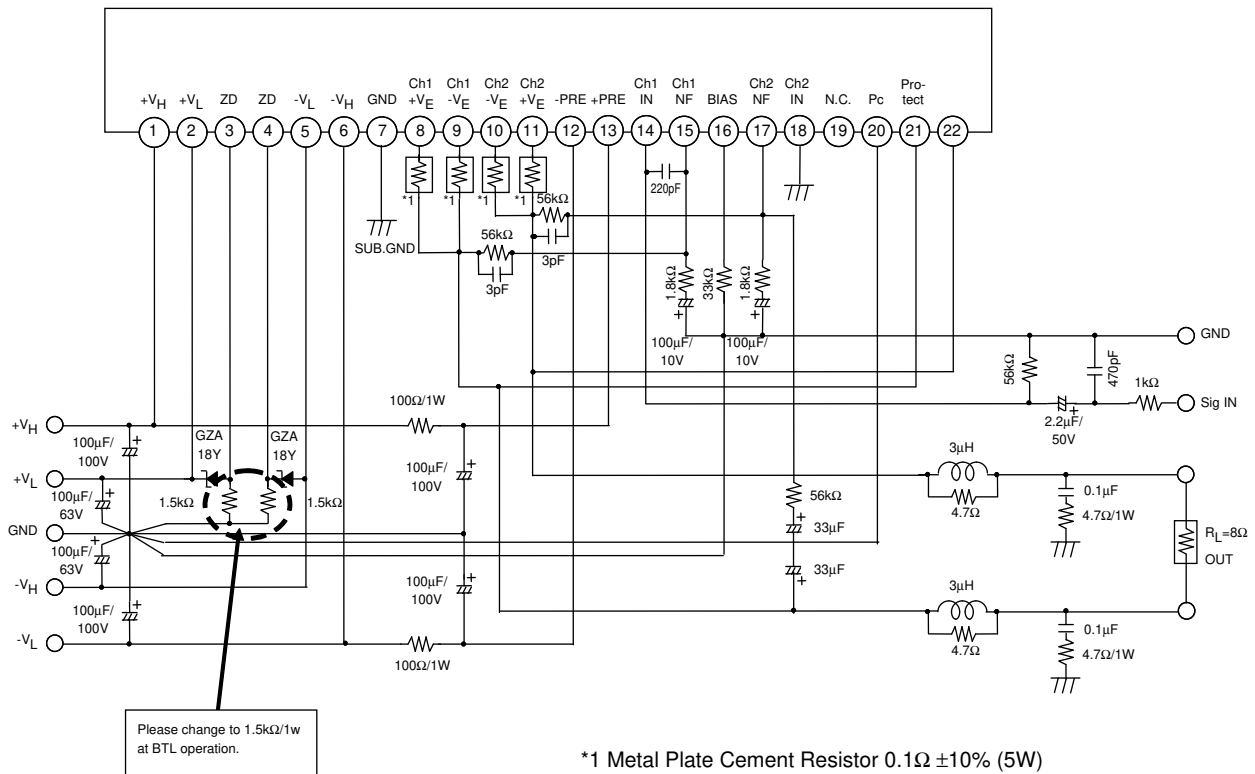 Ch1 Ch1 Ch2 Ch2 Ch1 Ch1 Ch2 Ch2 Pro-
+VH +VL ZD ZD -VL -VH GND +VE -VE -VE +VE -PRE +PRE IN NF BIAS NF IN N.C. Pc tect
1 2 3 4 5 6 7 8 9 10 11 12 13 14 15 16 17 18 19 20 21 22
220pF
*1 *1 *1 *1
56kΩ
SUB.GND
56kΩ
3pF
3pF
1.8kΩ
33kΩ
1.8kΩ
+ +
100μF/
10V
100μF/
10V
GND
56kΩ
470pF
1kΩ
Sig IN
+
2.2μF/
50V
+VH
100Ω/1W
100μF/
100V
+
GZA
18Y
GZA
18Y
+
100μF/
100V
+VL
100μF/
63V
+
1.5kΩ
1.5kΩ
GND
100μF/
63V
+
-VH
100μF/
100V
+
100μF/
100V
+
-VL
100Ω/1W
56kΩ
+
33μF
33μF
+
3μH
4.7Ω
0.1μF
4.7Ω/1W
RL=8Ω
OUT
3μH
4.7Ω
0.1μF
4.7Ω/1W
Please change to 1.5kΩ/1w
at BTL operation.
*1 Metal Plate Cement Resistor 0.1Ω ±10% (5W)